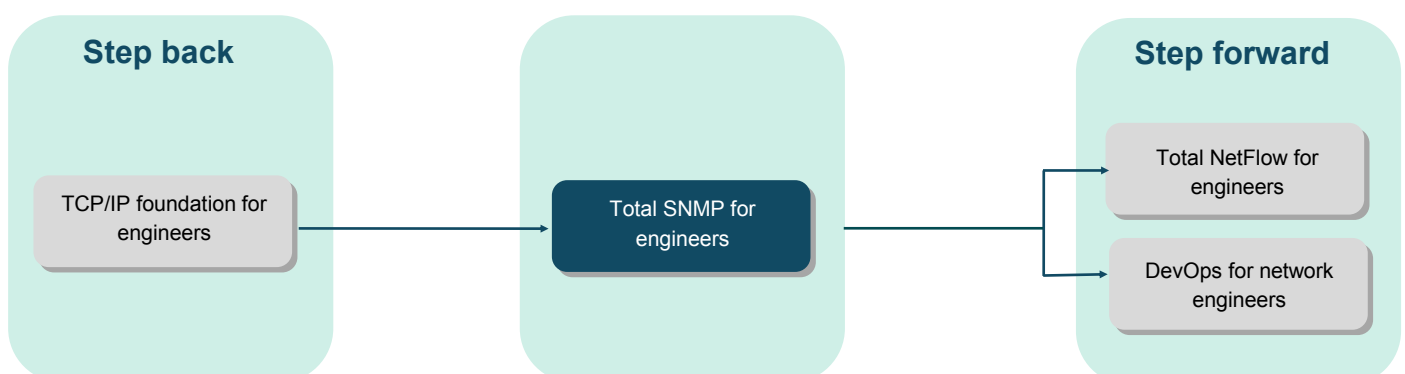 Step back
TCP/IP foundation for
engineers
Total SNMP for
engineers
Step forward
Total NetFlow for
engineers
DevOps for network
engineers